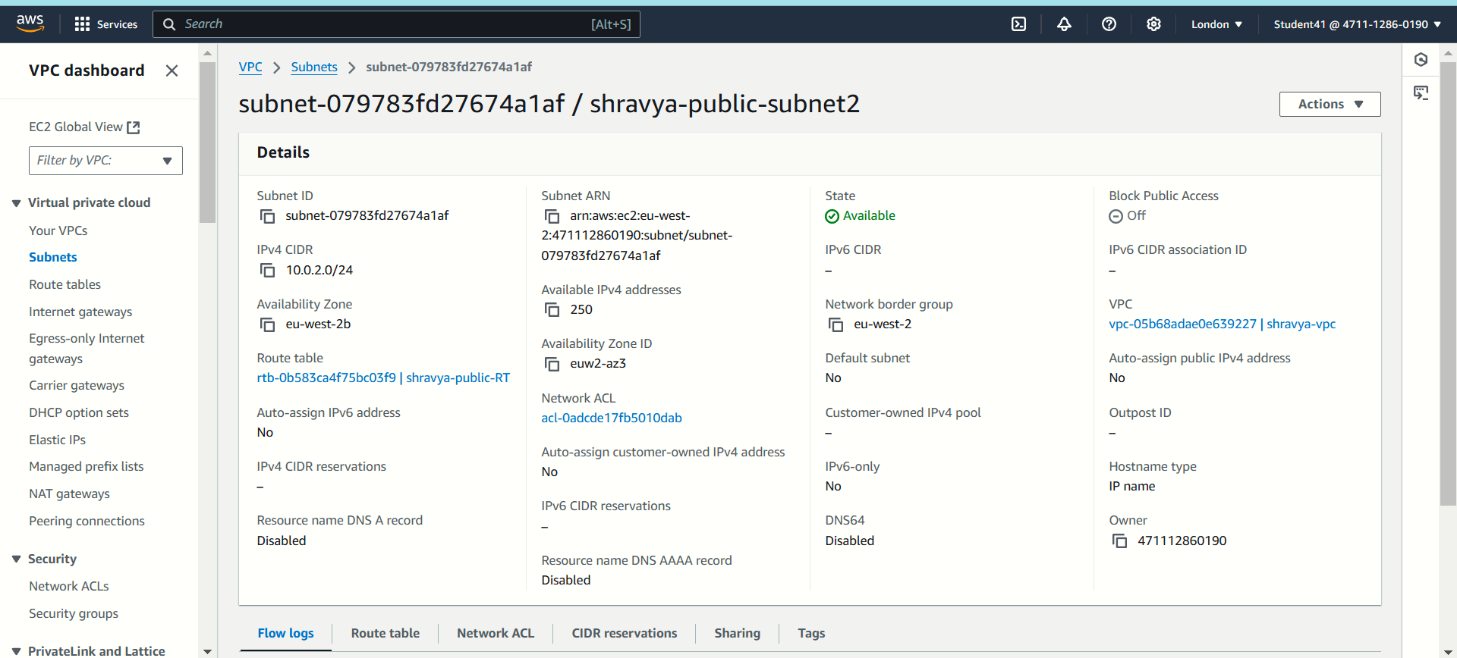 aws
Services
Search
[Alt+S]
London
Student41 @ 4711-1286-0190
VPC dashboard
EC2 Global View
Filter by VPC:
Virtual private cloud
Your VPCs
Subnets
Route tables
Internet gateways
Egress-only Internet
gateways
Carrier gateways
DHCP option sets
Elastic IPs
Managed prefix lists
NAT gateways
Peering connections
Security
Network ACLs
Security groups
PrivateLink and Lattice
VPC > Subnets > subnet-079783fd27674a1af
subnet-079783fd27674a1af / shravya-public-subnet2
Actions
Details
Subnet ID
subnet-079783fd27674a1af
IPv4 CIDR
10.0.2.0/24
Availability Zone
eu-west-2b
Route table
rtb-0b583ca4f75bc03f9 | shravya-public-RT
Auto-assign IPv6 address
No
IPv4 CIDR reservations
–
Resource name DNS A record
Disabled
Subnet ARN
arn:aws:ec2:eu-west-
2:471112860190:subnet/subnet-
079783fd27674a1af
Available IPv4 addresses
250
Availability Zone ID
euw2-az3
Network ACL
acl-0adcde17fb5010dab
Auto-assign customer-owned IPv4 address
No
IPv6 CIDR reservations
–
Resource name DNS AAAA record
Disabled
State
Available
IPv6 CIDR
–
Network border group
eu-west-2
Default subnet
No
Customer-owned IPv4 pool
–
IPv6-only
No
DNS64
Disabled
Block Public Access
Off
IPv6 CIDR association ID
–
VPC
vpc-05b68adae0e639227 | shravya-vpc
Auto-assign public IPv4 address
No
Outpost ID
–
Hostname type
IP name
Owner
471112860190
Flow logs
Route table
Network ACL
CIDR reservations
Sharing
Tags